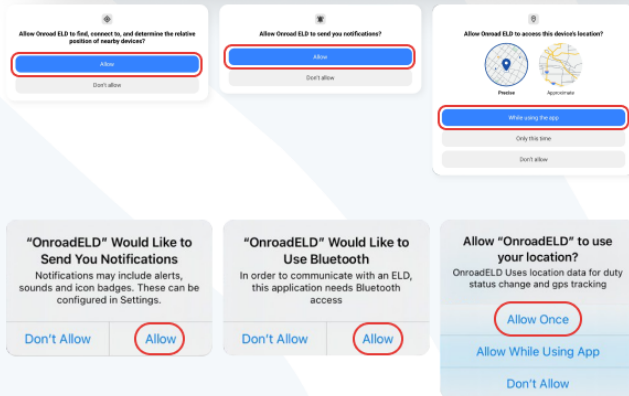 Allow Onroad ELD to find, connect to, and determine the relative
position of nearby devices?
Allow
Don't allow
Allow Onroad ELD to send you notifications?
Allow
Don't allow
Allow Onroad ELD to access this device's location?
Precise
Approximate
While using the app
Only this time
Don't allow
"OnroadELD" Would Like to
Send You Notifications
Notifications may include alerts,
sounds and icon badges. These can be
configured in Settings.
Don't Allow
Allow
"OnroadELD" Would Like to
Use Bluetooth
In order to communicate with an ELD,
this application needs Bluetooth
access
Don't Allow
Allow
Allow "OnroadELD" to use
your location?
OnroadELD Uses location data for duty
status change and gps tracking
Allow Once
Allow While Using App
Don't Allow